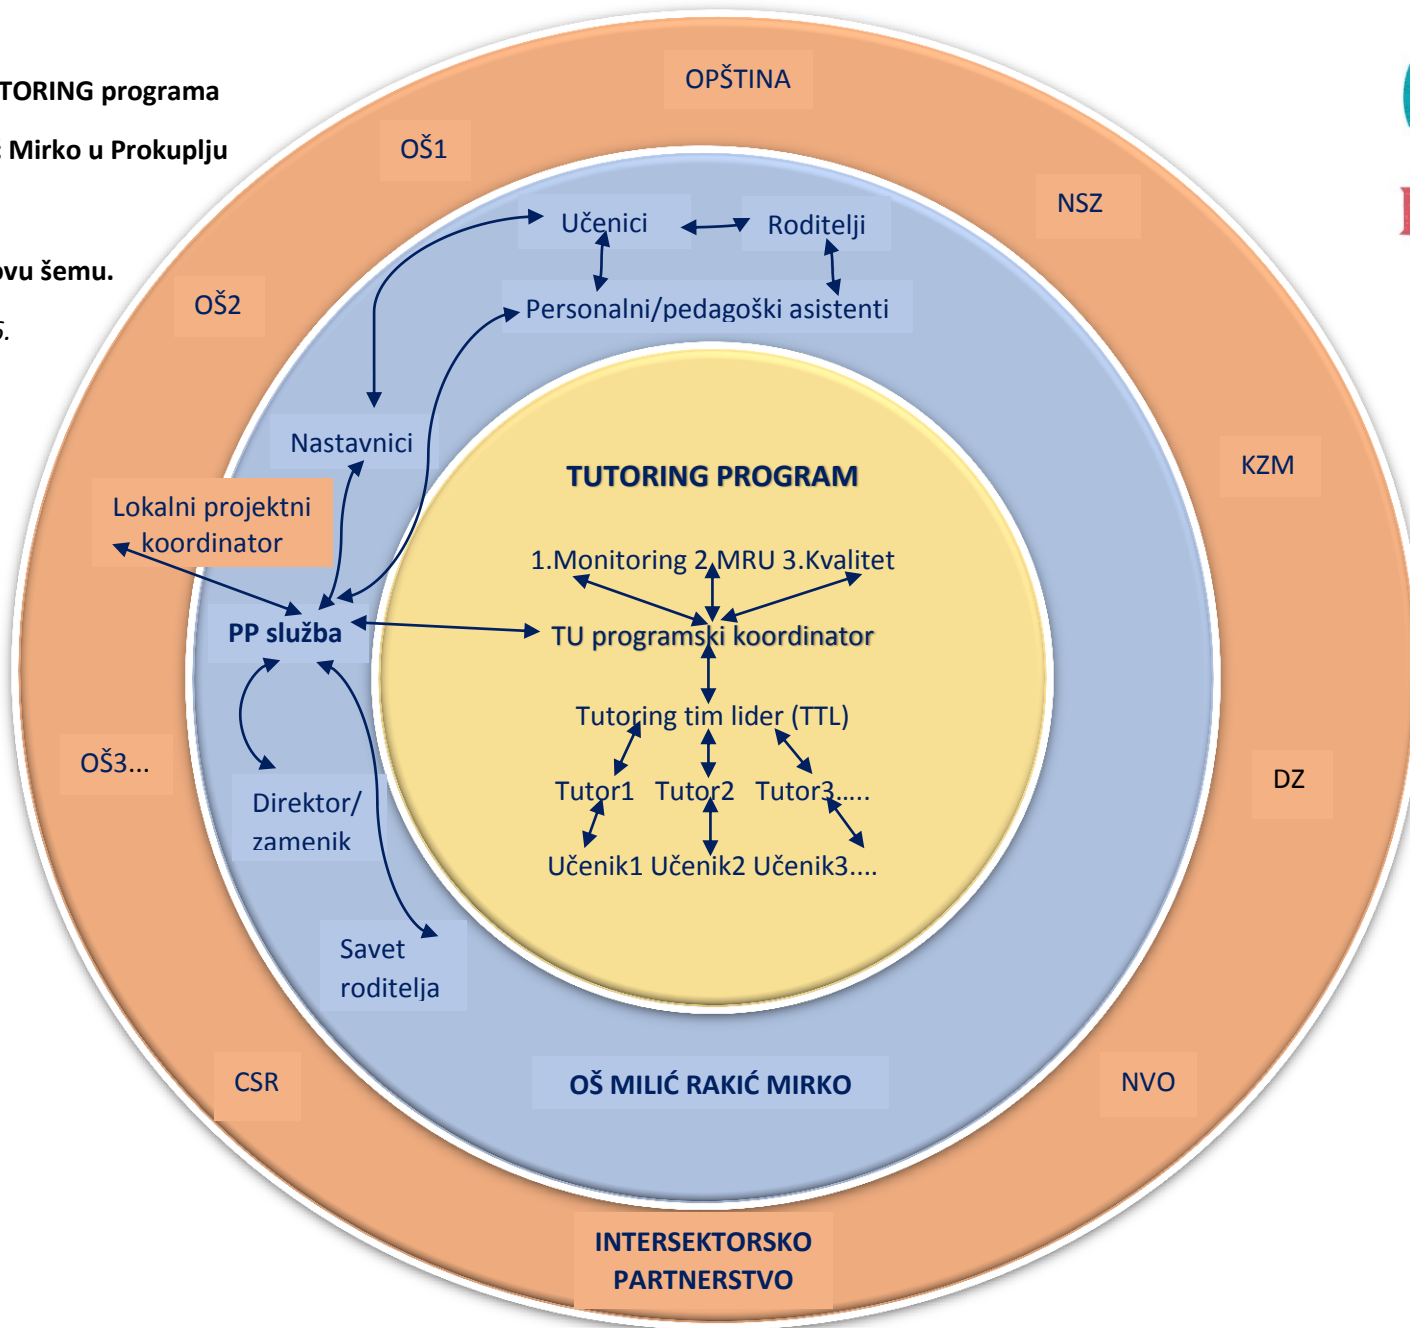 TORING programa
Mirko u Prokuplju
šemu.
OPŠTINA
OŠ1
NSZ
OŠ2
Učenici
Roditelji
Personalni/pedagoški asistenti
Nastavnici
KZM
TUTORING PROGRAM
Lokalni projektni
koordinator
1.Monitoring 2.MRU 3.Kvalitet
PP služba
TU programski koordinator
Tutoring tim lider (TTL)
OŠ3...
DZ
Tutor1 Tutor2 Tutor3.....
Direktor/
zamenik
Učenik1 Učenik2 Učenik3....
Savet
roditelja
CSR
OŠ MILIĆ RAKIĆ MIRKO
NVO
INTERSEKTORSKO
PARTNERSTVO